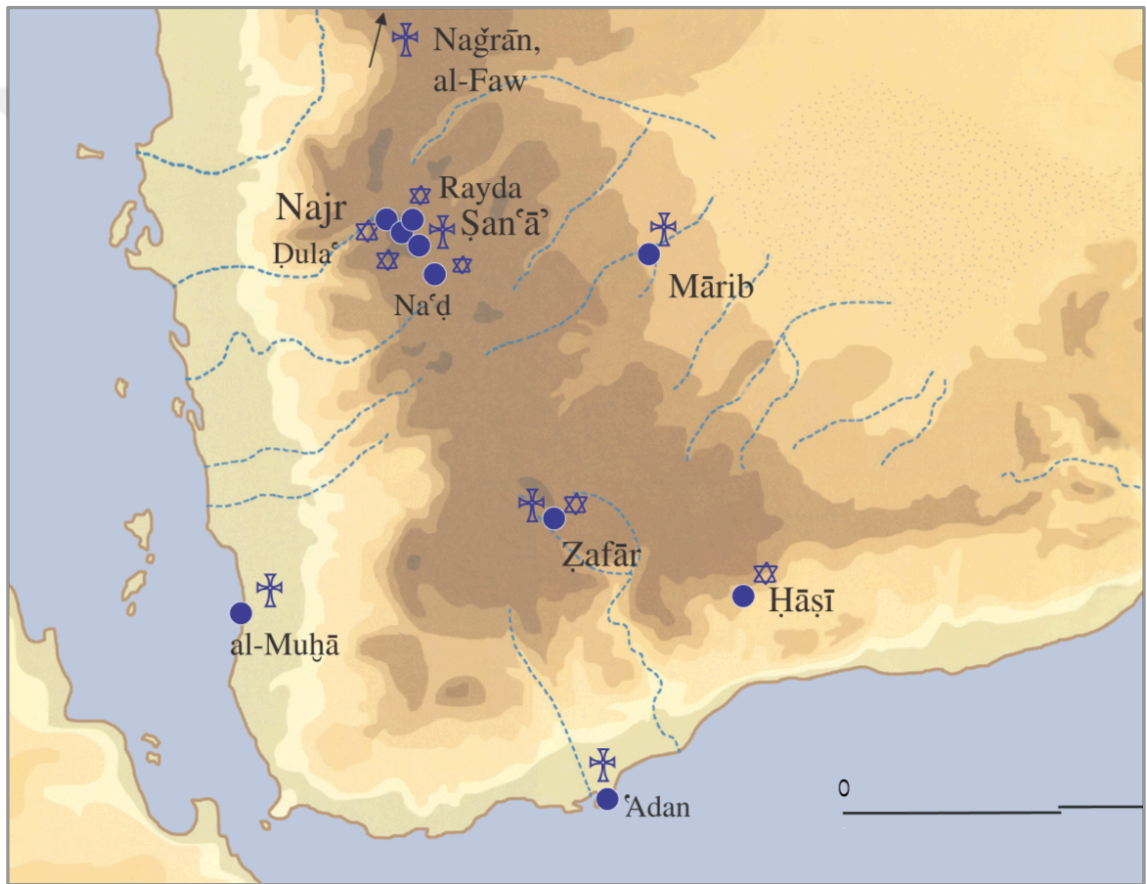 Naǧrān,
al-Faw
Rayda
Najr
Ṣanʿāʾ
Ḍulaʿ
Mārib
Naʿḍ
Ẓafār
Ḥāṣī
al-Muḫā
0
ʿAdan